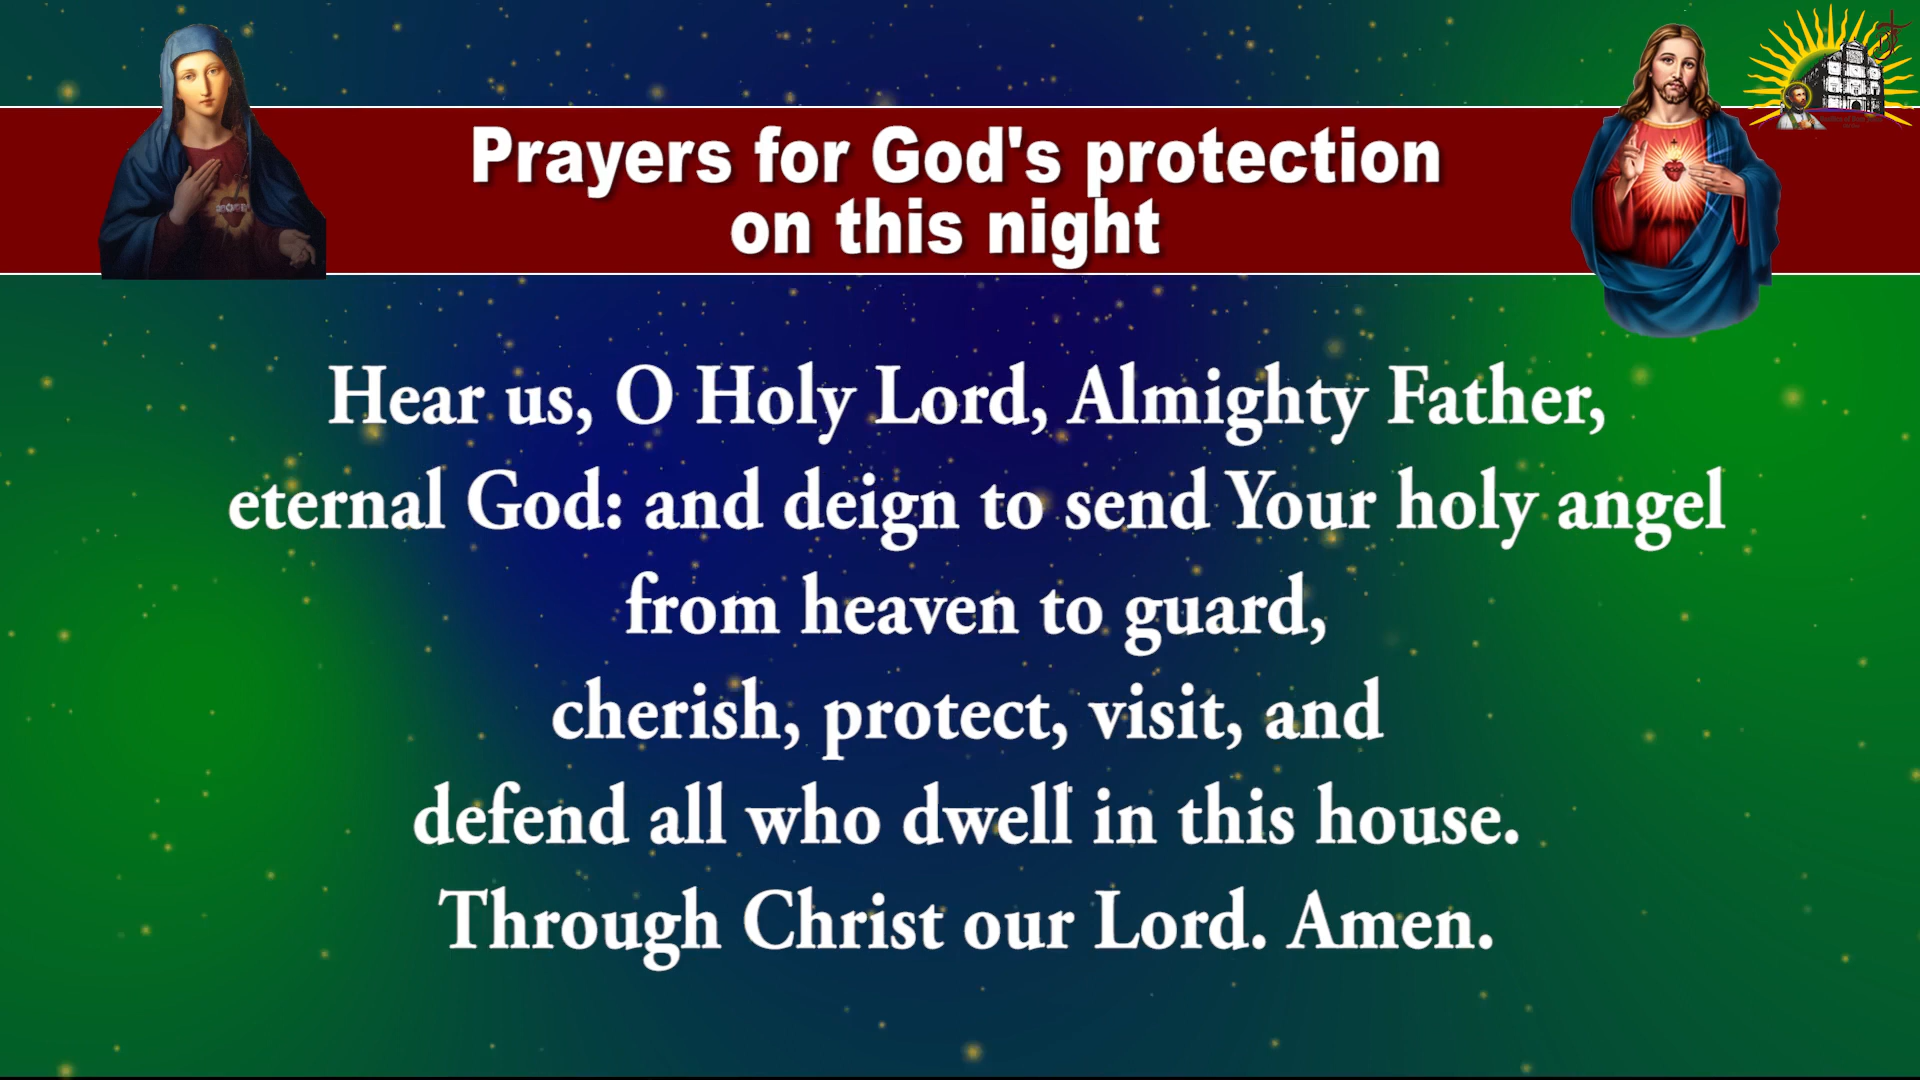 Prayers for God's protection
on this night
Hear us, O Holy Lord, Almighty Father,
eternal God: and deign to send Your holy angel
from heaven to guard,
cherish, protect, visit, and
defend all who dwell in this house.
Through Christ our Lord. Amen.